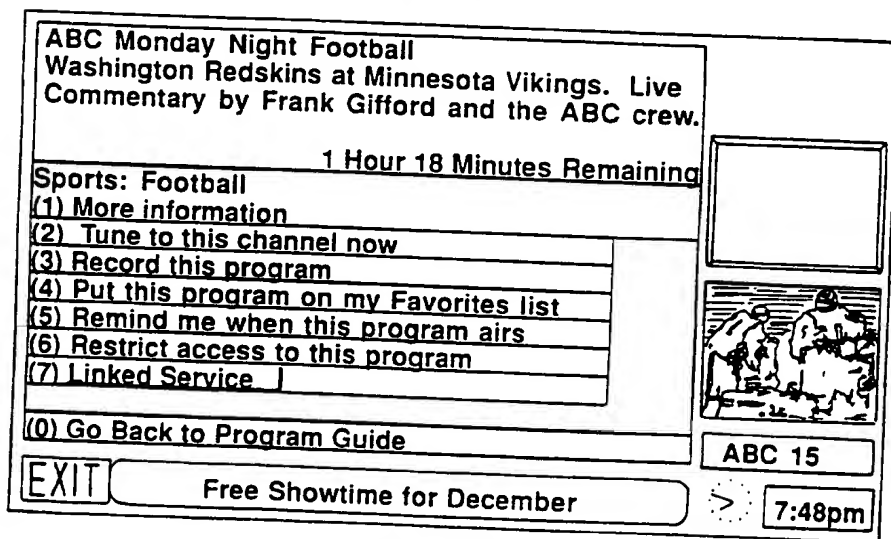 ABC Monday Night Football
Washington Redskins at Minnesota Vikings. Live
Commentary by Frank Gifford and the ABC crew.
1 Hour 18 Minutes Remaining
Sports: Football
(1) More information
(2) Tune to this channel now
(3) Record this program
(4) Put this program on my Favorites list
(5) Remind me when this program airs
(6) Restrict access to this program
(7) Linked Service
(0) Go Back to Program Guide
ABC 15
EXIT
Free Showtime for December
>
7:48pm